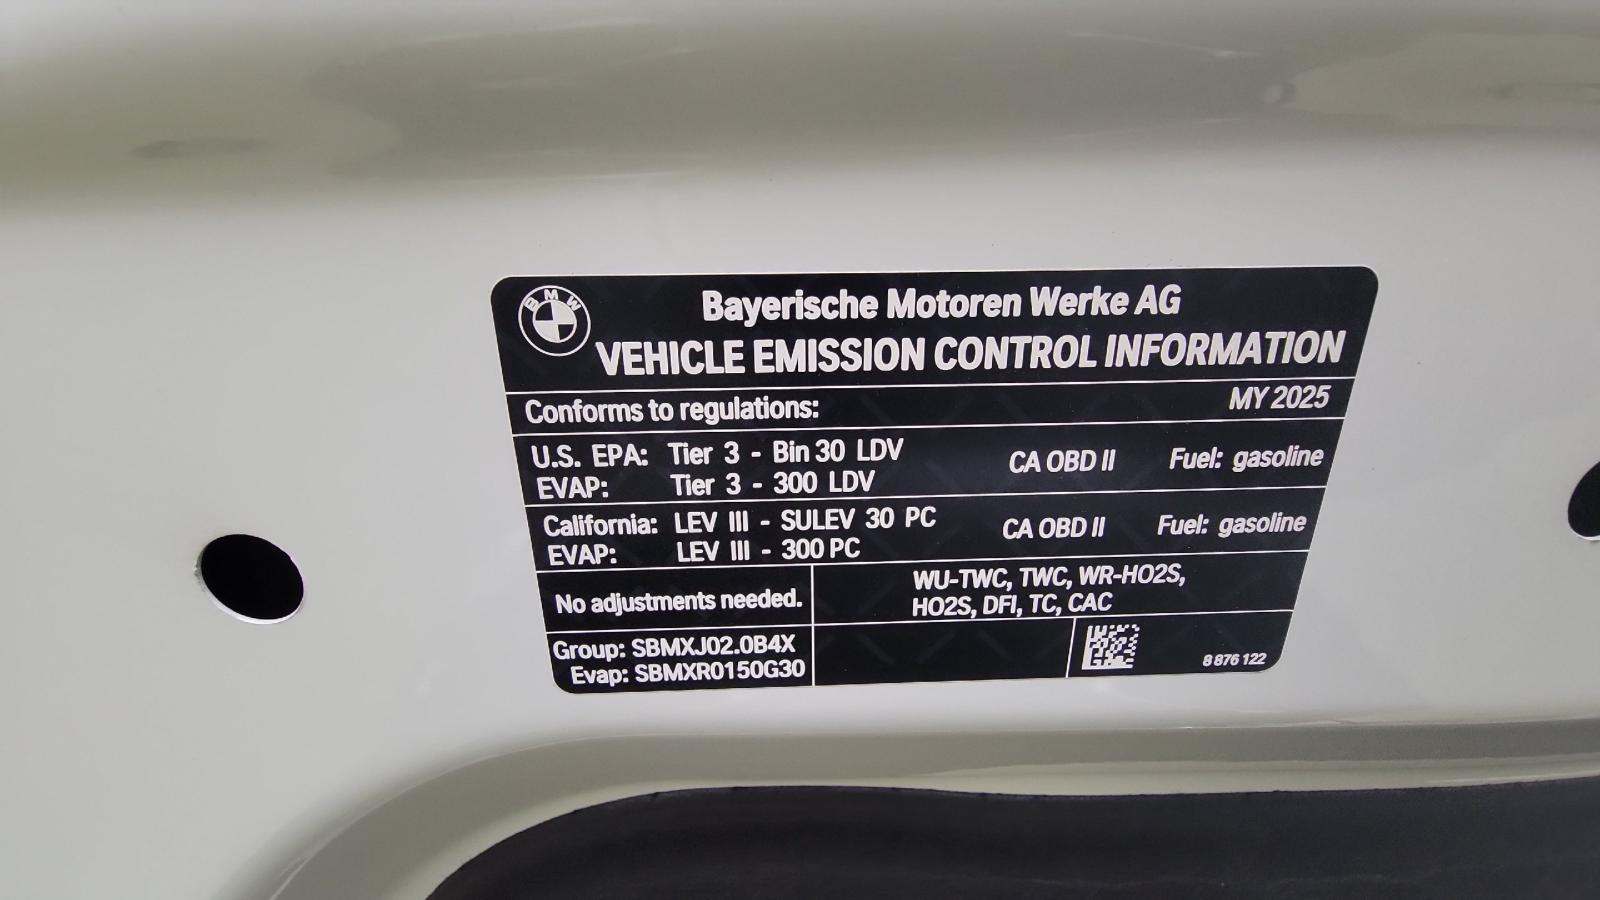 BMW
Bayerische Motoren Werke AG
VEHICLE EMISSION CONTROL INFORMATION
Conforms to regulations: MY 2025
U.S. EPA: Tier 3 - Bin 30 LDV CA OBD II Fuel: gasoline
EVAP: Tier 3 - 300 LDV
California: LEV III - SULEV 30 PC CA OBD II Fuel: gasoline
EVAP: LEV III - 300 PC
No adjustments needed.
WU-TWC, TWC, WR-HO2S,
HO2S, DFI, TC, CAC
Group: SBMXJ02.0B4X
Evap: SBMXR0150G30
8 876 122